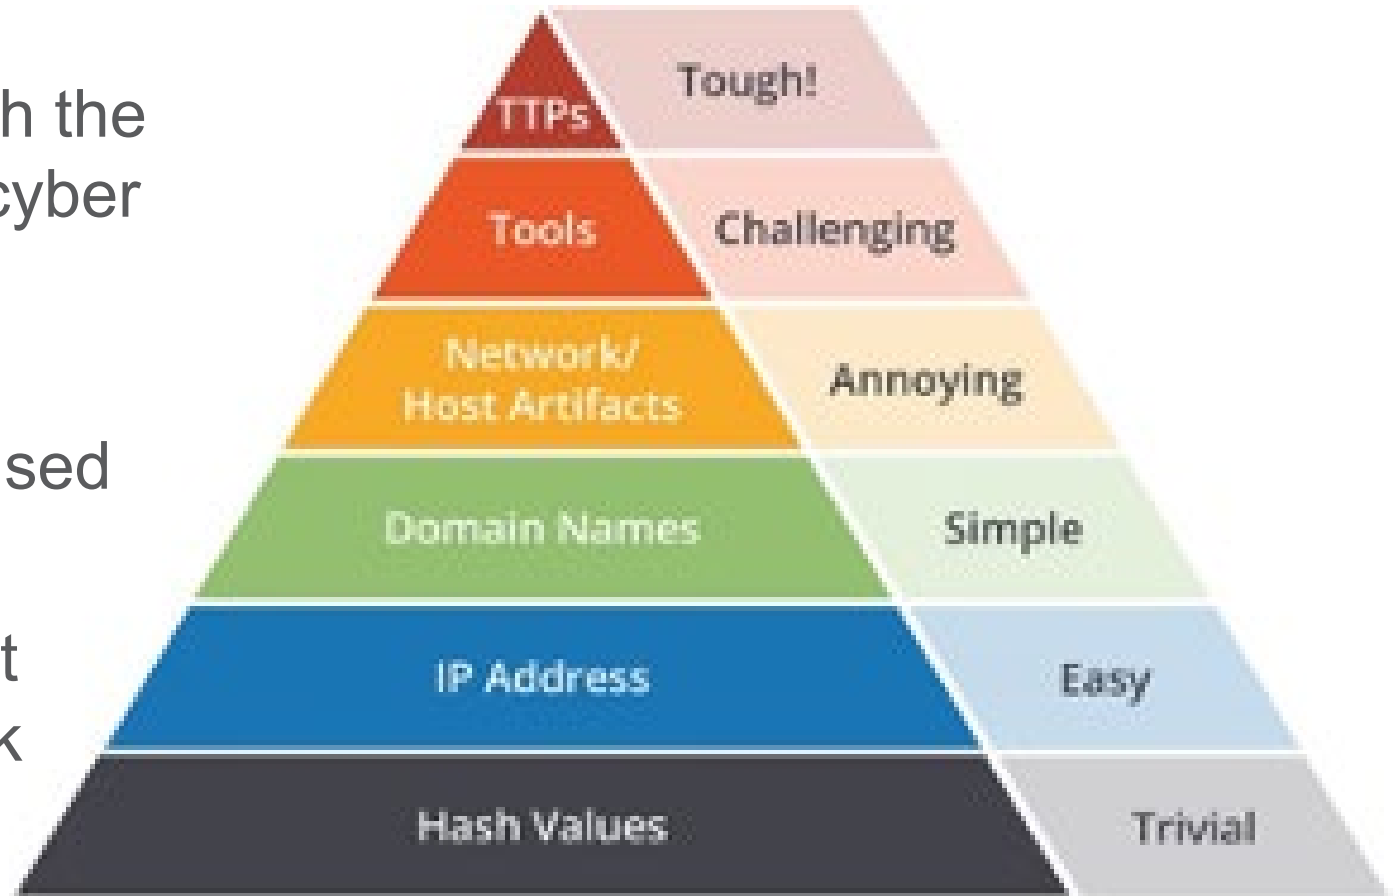 h the
cyber
sed
t
k
TTPs
Tough!
Tools
Challenging
Network/
Host Artifacts
Annoying
Domain Names
Simple
IP Address
Easy
Hash Values
Trivial